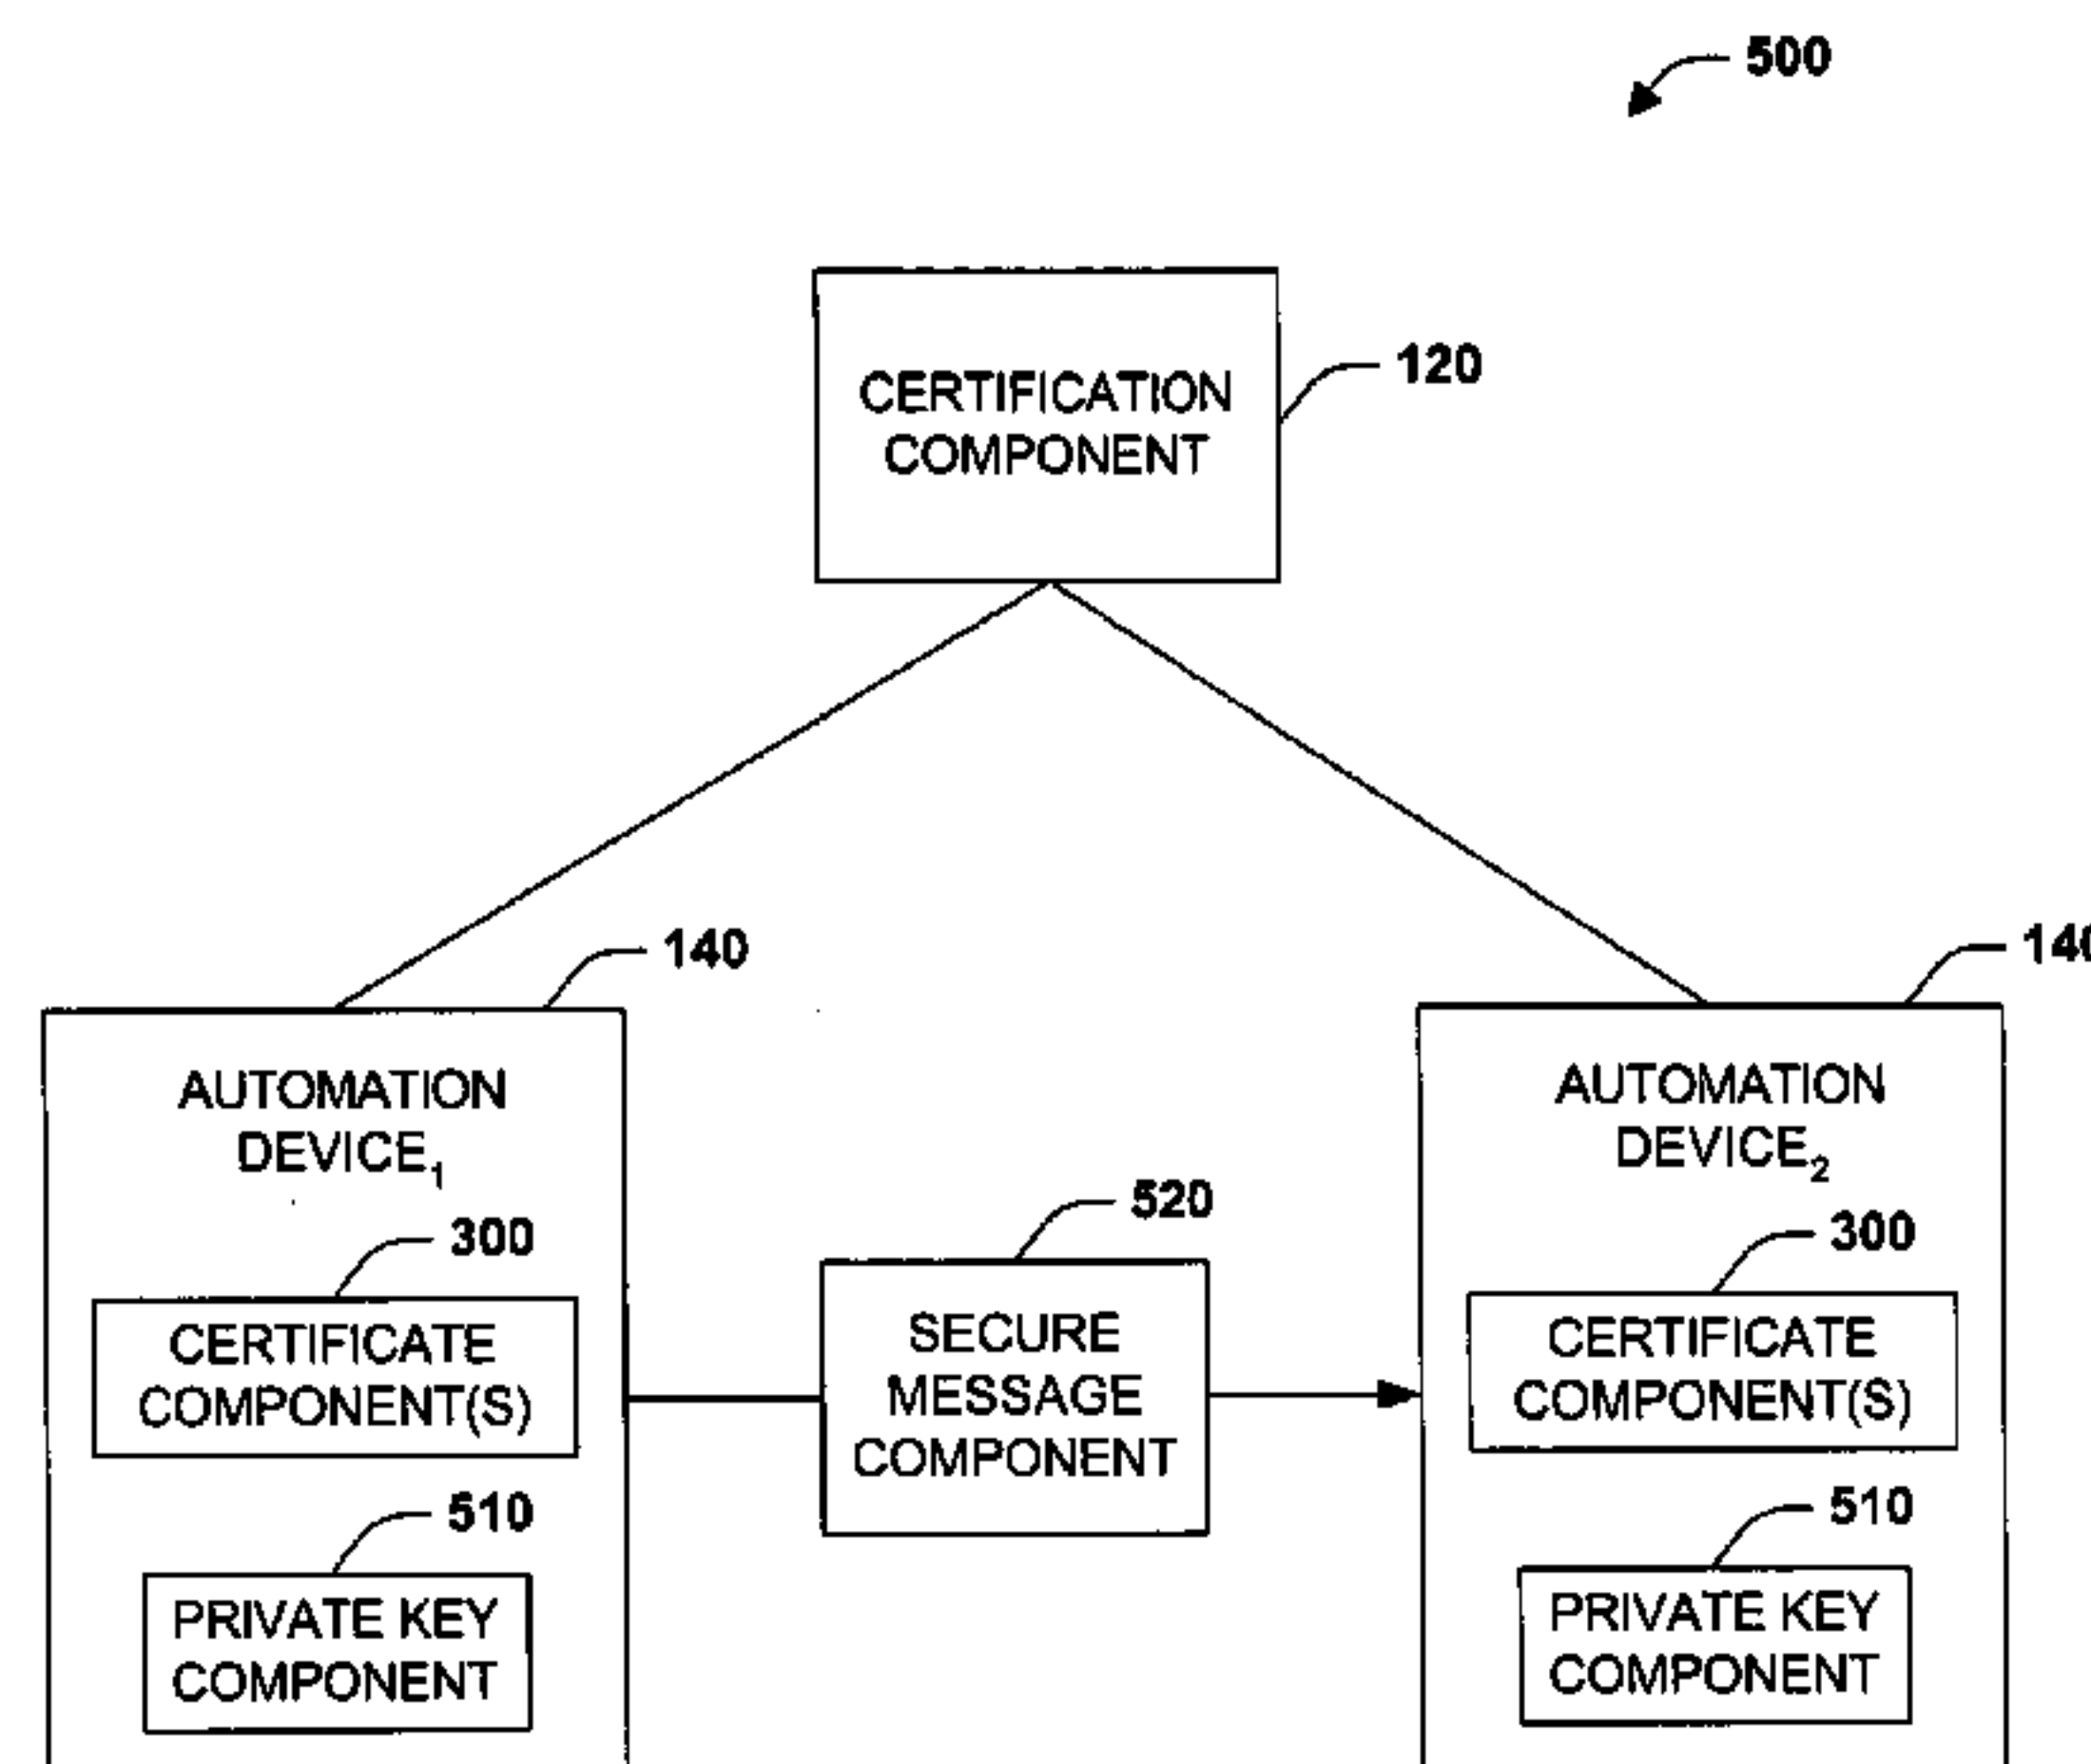 500
120
CERTIFICATION
COMPONENT
140
140
AUTOMATION
DEVICE1
AUTOMATION
DEVICE2
520
300
300
CERTIFICATE
COMPONENT(S)
SECURE
MESSAGE
COMPONENT
CERTIFICATE
COMPONENT(S)
510
510
PRIVATE KEY
COMPONENT
PRIVATE KEY
COMPONENT